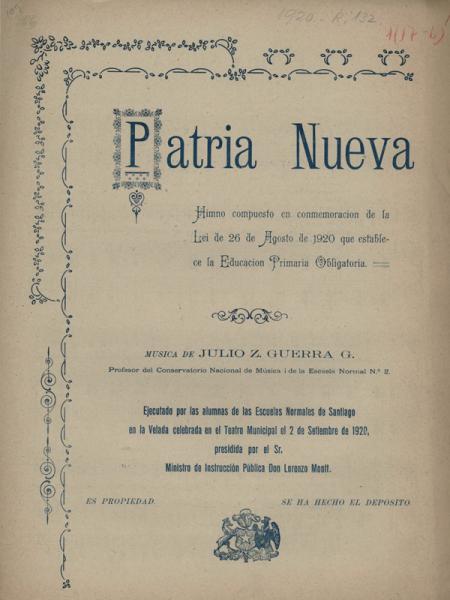 1920-R.132
Patria Nueva
Himno compuesto en conmemoracion de la
Lei de 26 de Agosto de 1920 que estable-
ce la Educacion Primaria Obligatoria.
MUSICA DE JULIO Z. GUERRA G.
Profesor del Conservatorio Nacional de Música i de la Escuela Normal N.º 2.
Ejecutado por las alumnas de las Escuelas Normales de Santiago
en la Velada celebrada en el Teatro Municipal el 2 de Setiembre de 1920,
presidida por el Sr.
Ministro de Instrucción Pública Don Lorenzo Montt.
ES PROPIEDAD. SE HA HECHO EL DEPOSITO